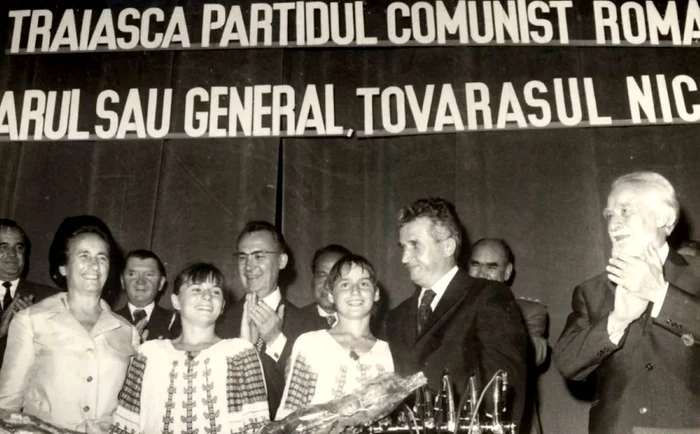 TRAIASCA PARTIDUL COMUNIST ROMA
ARUL SAU GENERAL, TOVARASUL NIC